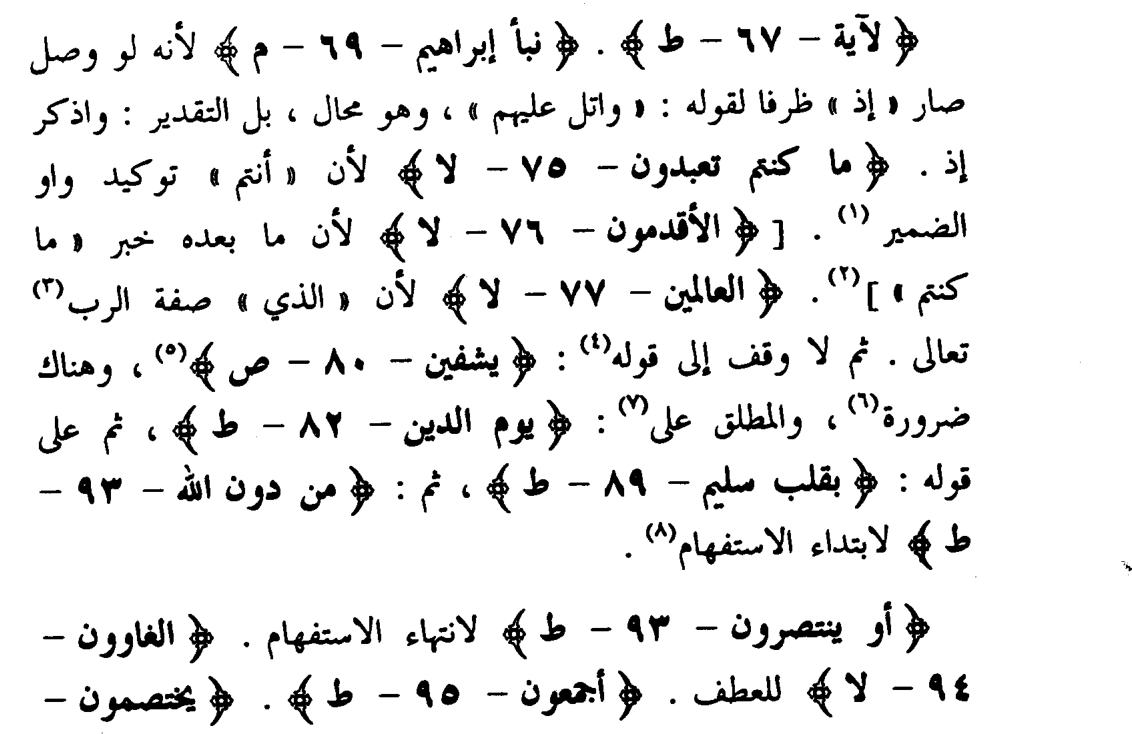 ﴿ لآية – ٦٧ – ط ﴾ . ﴿ نبأ إبراهيم – ٦٩ – م ﴾ لأنه لو وصل
صار « إذ » ظرفا لقوله : « واتل عليهم » ، وهو محال ، بل التقدير : واذكر
إذ . ﴿ ما كنتم تعبدون – ٧٥ – لا ﴾ لأن « أنتم » توكيد واو
الضمير (١) . [ ﴿ الأقدمون – ٧٦ – لا ﴾ لأن ما بعده خبر « ما
كنتم » ] (٢) . ﴿ العالمين – ٧٧ – لا ﴾ لأن « الذي » صفة الرب (٣)
تعالى . ثم لا وقف إلى قوله (٤) : ﴿ يشفين – ٨٠ – ص ﴾ (٥) ، وهناك
ضرورة (٦) ، والمطلق على (٧) : ﴿ يوم الدين – ٨٢ – ط ﴾ ، ثم على
قوله : ﴿ بقلب سليم – ٨٩ – ط ﴾ ، ثم : ﴿ من دون الله – ٩٣ –
ط ﴾ لابتداء الاستفهام (٨) .
﴿ أو ينتصرون – ٩٣ – ط ﴾ لانتهاء الاستفهام . ﴿ الغاوون –
٩٤ – لا ﴾ للعطف . ﴿ أجمعون – ٩٥ – ط ﴾ . ﴿ يختصمون –